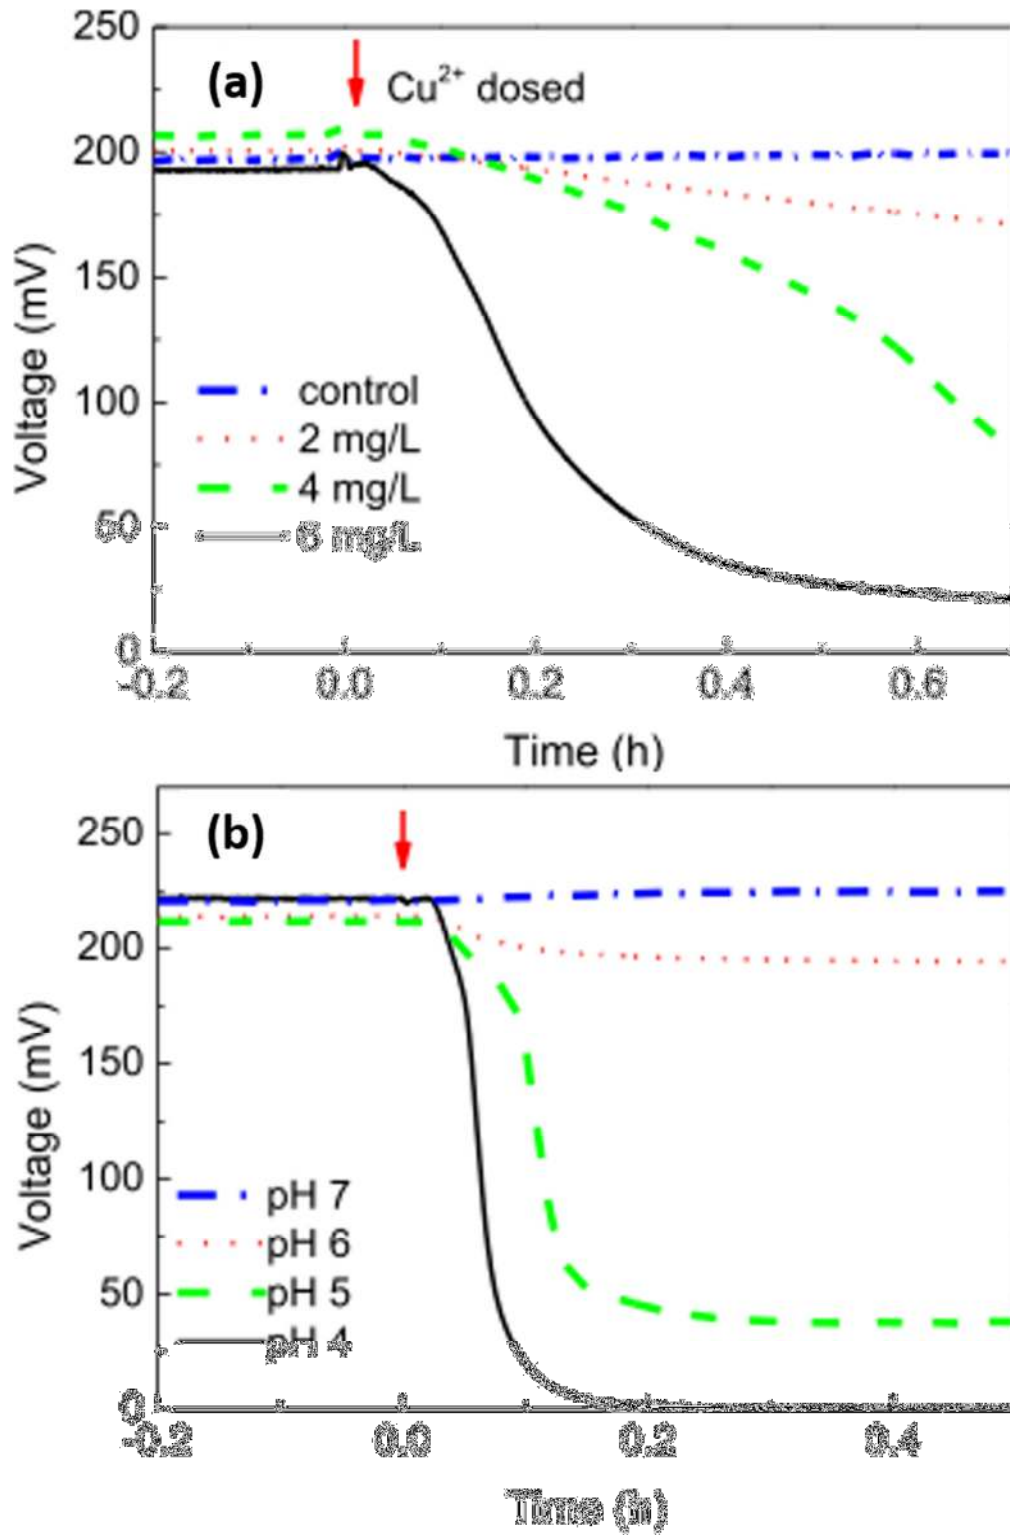 250
(a)
Cu²⁺ dosed
200
150
Voltage (mV)
control
100
2 mg/L
4 mg/L
50
mg/L
0
-0.2 0.0 0.2 0.4 0.6
Time (h)
250
(b)
200
150
Voltage (mV)
100
pH 7
pH 6
50
pH 5
pH 4
0
-0.2 0.0 0.2 0.4
Time (h)